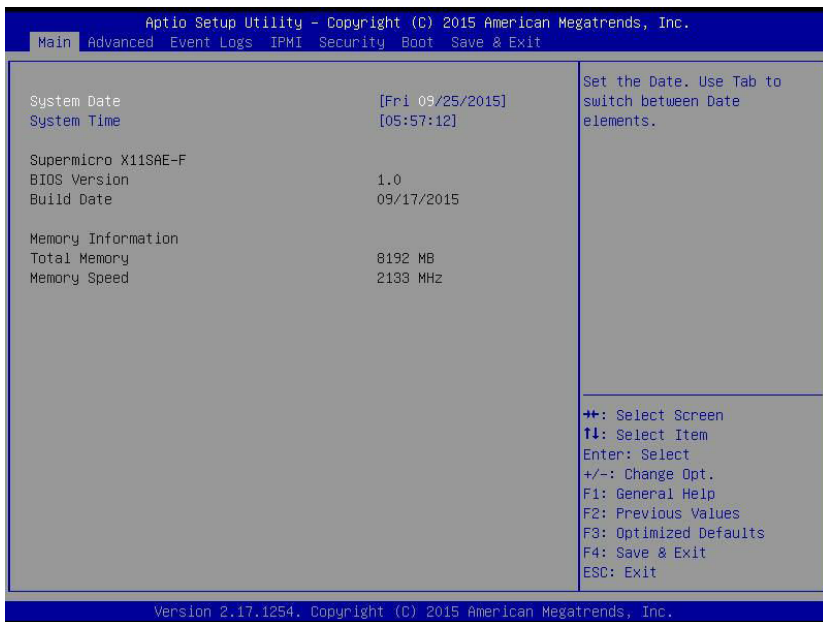 Aptio Setup Utility – Copyright (C) 2015 American Megatrends, Inc.
Main Advanced Event Logs IPMI Security Boot Save & Exit
System Date [Fri 09/25/2015]
System Time [05:57:12]
Supermicro X11SAE-F
BIOS Version 1.0
Build Date 09/17/2015
Memory Information
Total Memory 8192 MB
Memory Speed 2133 MHz
Set the Date. Use Tab to
switch between Date
elements.
→←: Select Screen
↑↓: Select Item
Enter: Select
+/-: Change Opt.
F1: General Help
F2: Previous Values
F3: Optimized Defaults
F4: Save & Exit
ESC: Exit
Version 2.17.1254. Copyright (C) 2015 American Megatrends, Inc.